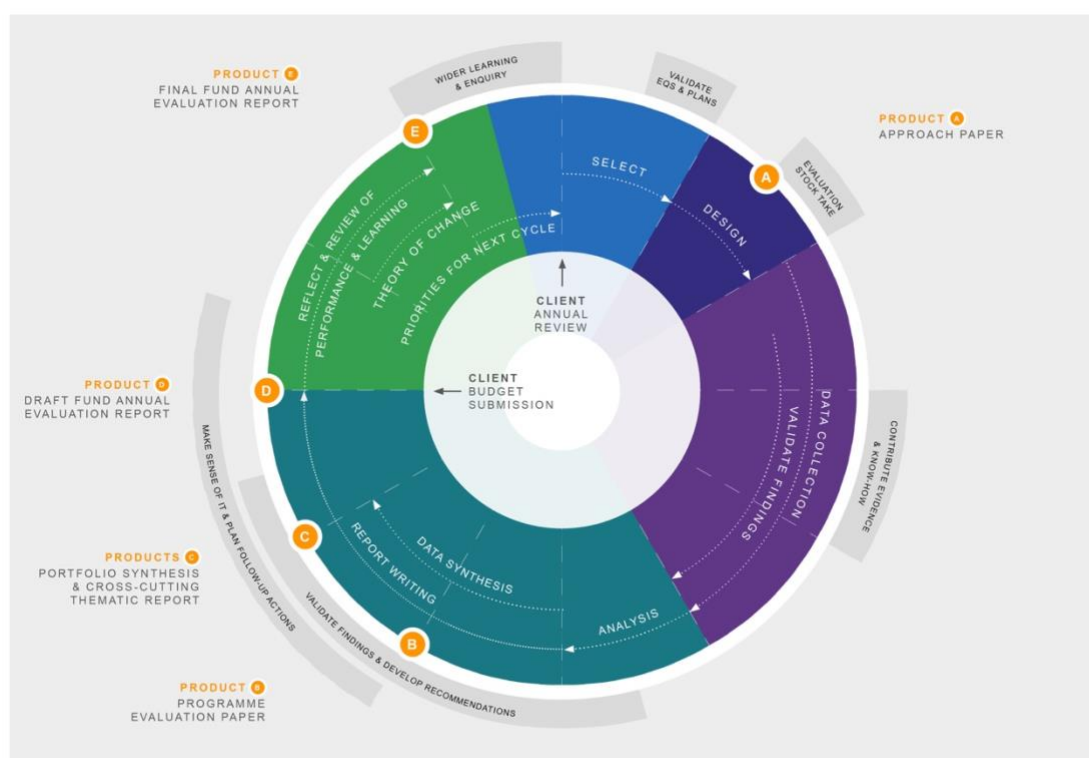 PRODUCT E
FINAL FUND ANNUAL
EVALUATION REPORT
WIDER LEARNING
& ENQUIRY
VALIDATE
EQS & PLANS
PRODUCT A
APPROACH PAPER
EVALUATION
STOCK TAKE
E
A
SELECT
DESIGN
REFLECT & REVIEW OF
PERFORMANCE & LEARNING
THEORY OF CHANGE
PRIORITIES FOR NEXT CYCLE
CLIENT
ANNUAL
REVIEW
CLIENT
BUDGET
SUBMISSION
DATA COLLECTION
VALIDATE FINDINGS
CONTRIBUTE EVIDENCE
& KNOW-HOW
PRODUCT D
DRAFT FUND ANNUAL
EVALUATION REPORT
D
MAKE SENSE OF IT & PLAN FOLLOW-UP ACTIONS
PRODUCTS C
PORTFOLIO SYNTHESIS
& CROSS-CUTTING
THEMATIC REPORT
C
DATA SYNTHESIS
REPORT WRITING
ANALYSIS
B
VALIDATE FINDINGS & DEVELOP RECOMMENDATIONS
PRODUCT B
PROGRAMME
EVALUATION PAPER